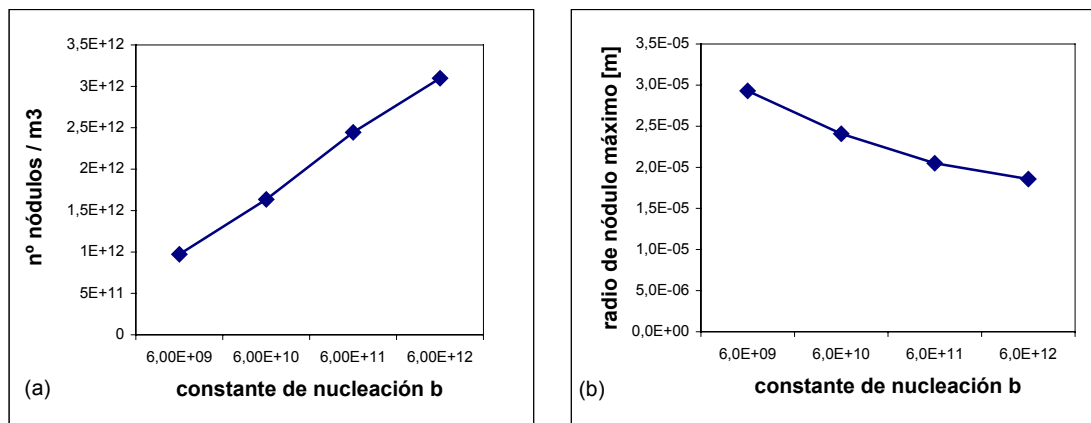 3,5E+12
3E+12
2,5E+12
2E+12
1,5E+12
1E+12
5E+11
0
nº nódulos / m3
6,00E+09 6,00E+10 6,00E+11 6,00E+12
(a)
constante de nucleación b
3,5E-05
3,0E-05
2,5E-05
2,0E-05
1,5E-05
1,0E-05
5,0E-06
0,0E+00
radio de nódulo máximo [m]
6,0E+09 6,0E+10 6,0E+11 6,0E+12
(b)
constante de nucleación b